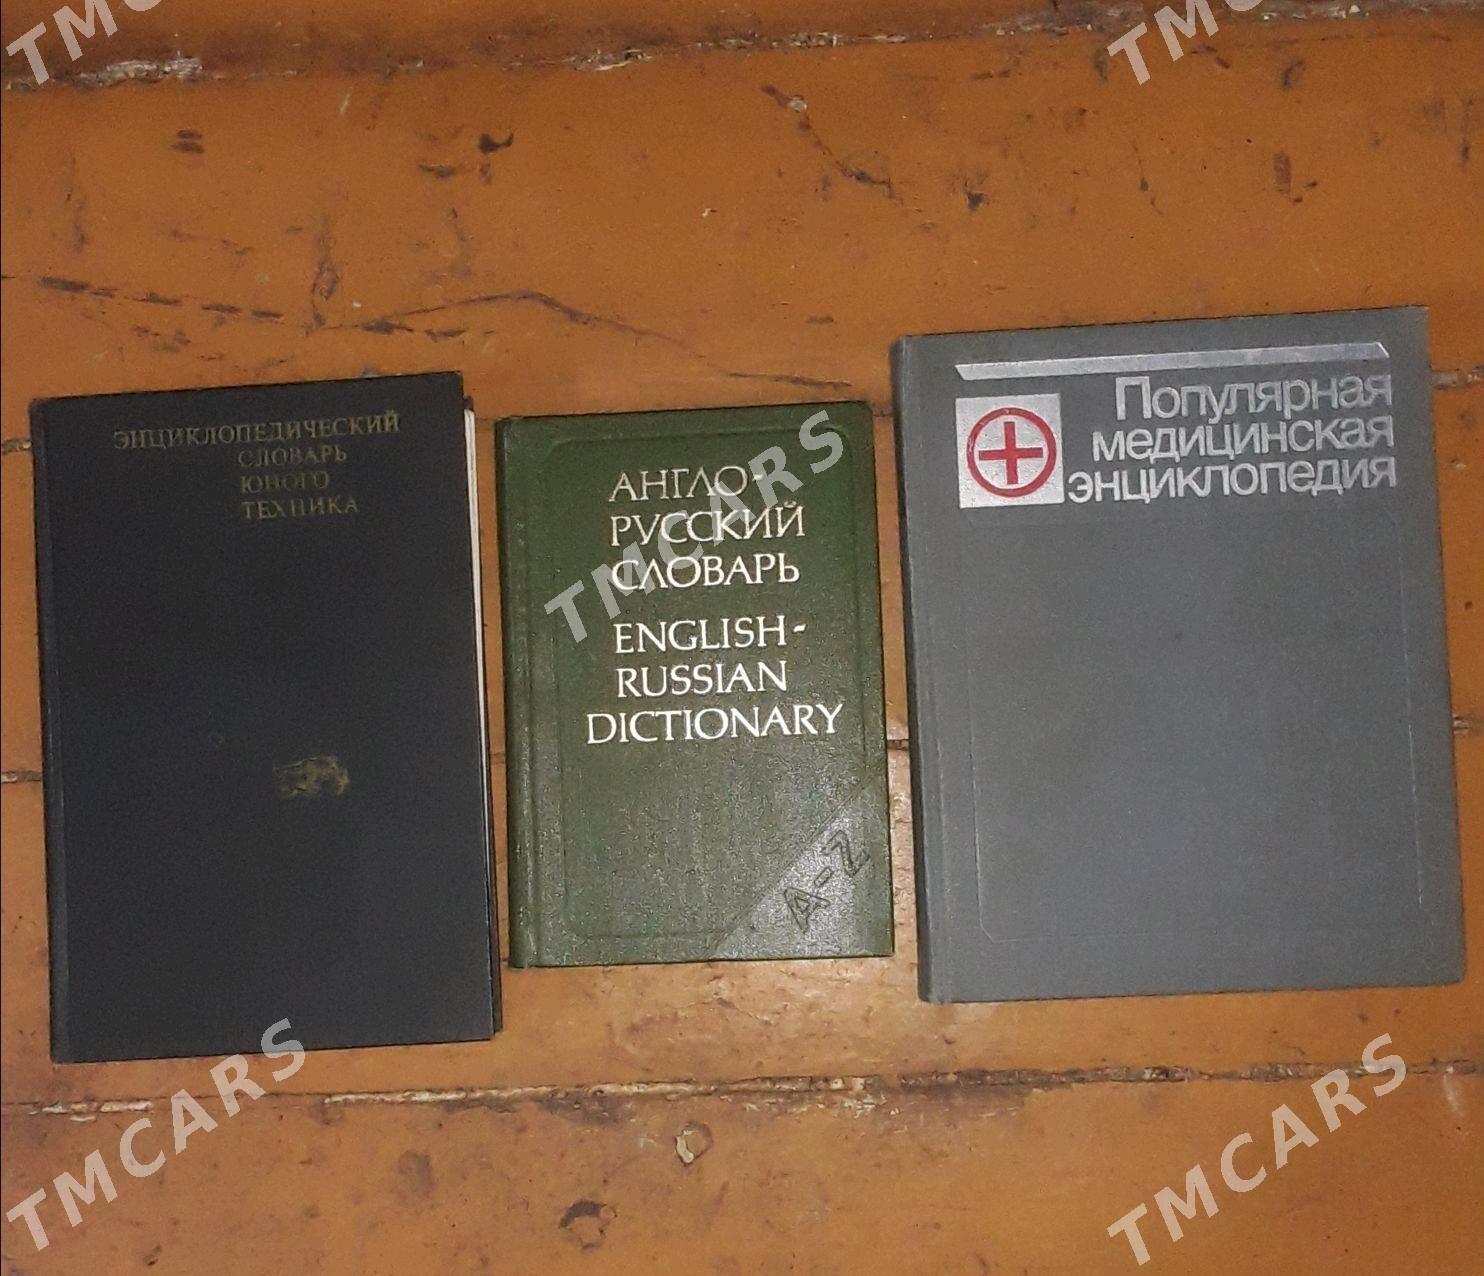 ЭНЦИКЛОПЕДИЧЕСКИЙ
СЛОВАРЬ
ЮНОГО
ТЕХНИКА
АНГЛО-
РУССКИЙ
СЛОВАРЬ
ENGLISH-
RUSSIAN
DICTIONARY
A-Z
Популярная
медицинская
энциклопедия
TMCARS
TMCARS
TMCARS